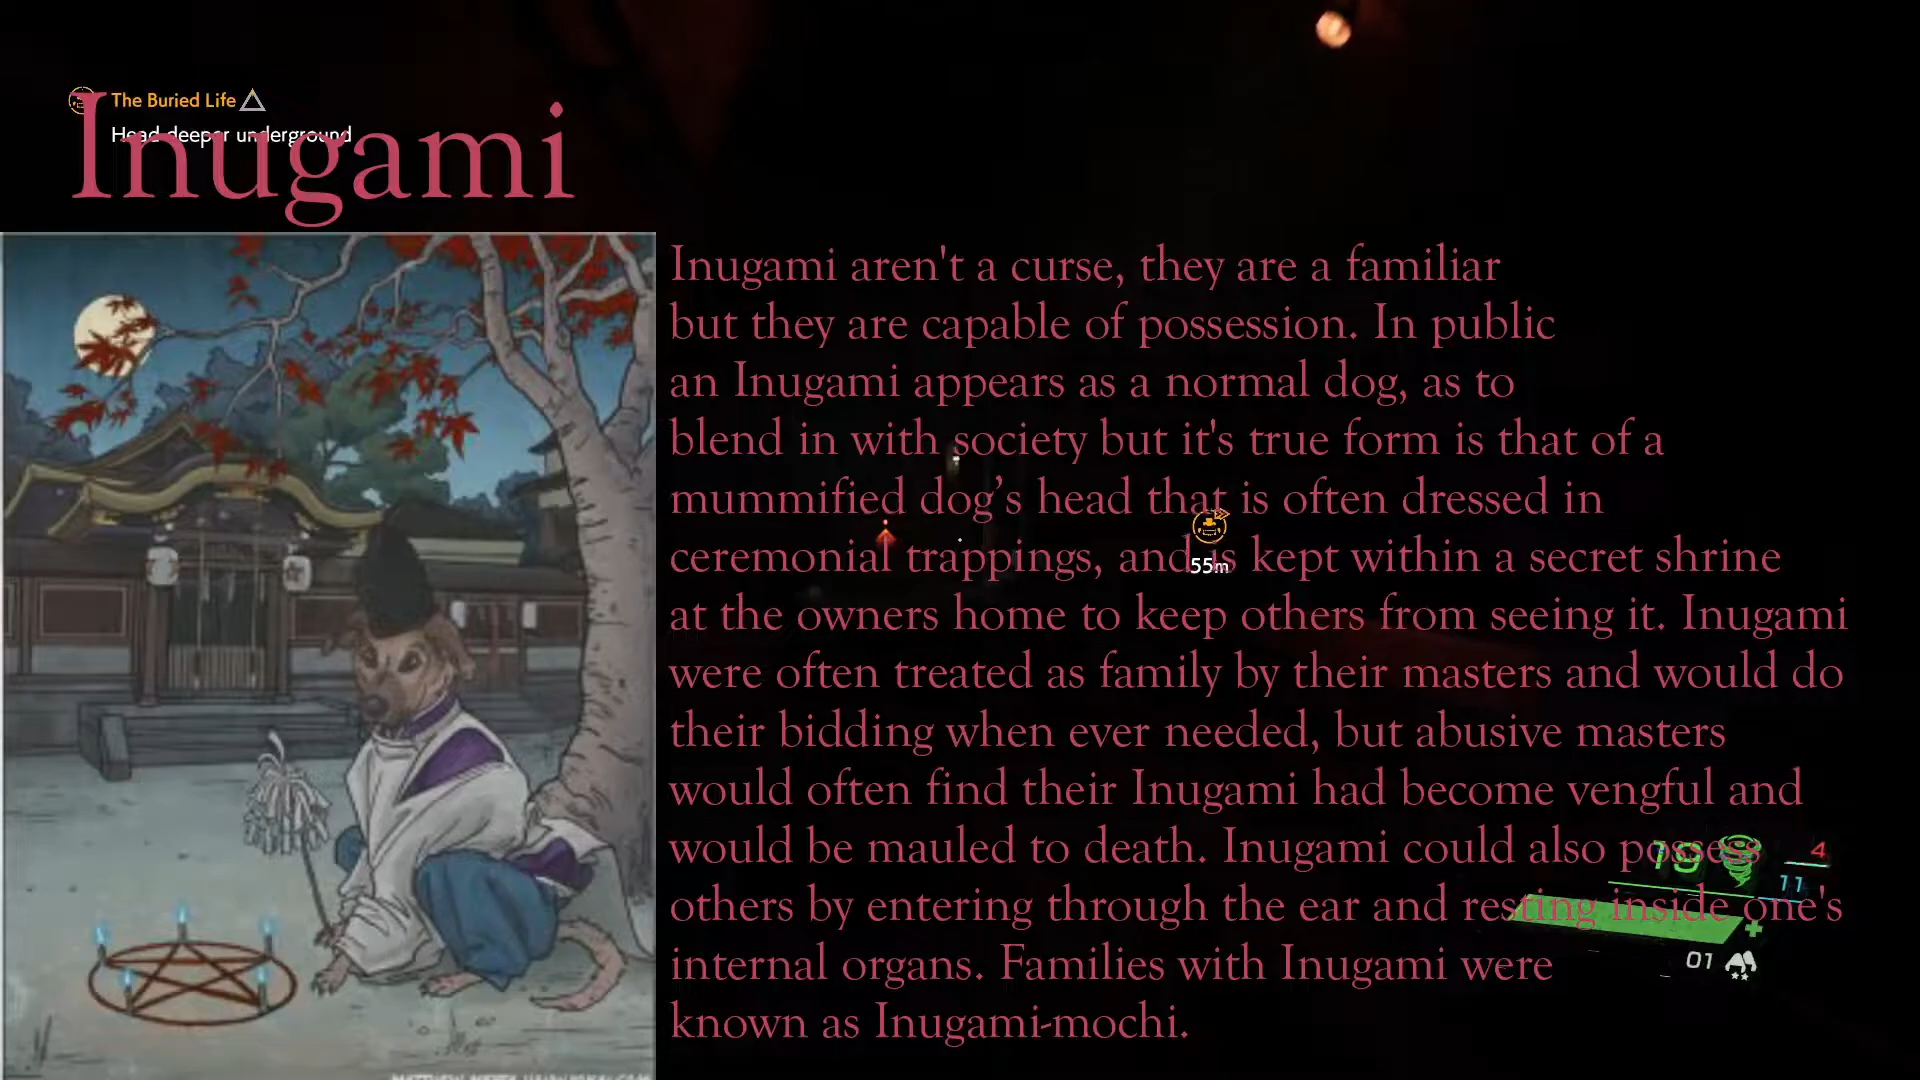 The Buried Life
Head deeper underground
Inugami
Inugami aren't a curse, they are a familiar
but they are capable of possession. In public
an Inugami appears as a normal dog, as to
blend in with society but it's true form is that of a
mummified dog’s head that is often dressed in
ceremonial trappings, and is kept within a secret shrine
55m
at the owners home to keep others from seeing it. Inugami
were often treated as family by their masters and would do
their bidding when ever needed, but abusive masters
would often find their Inugami had become vengful and
would be mauled to death. Inugami could also possess
19
4
11
others by entering through the ear and resting inside one's
internal organs. Families with Inugami were
01
known as Inugami-mochi.